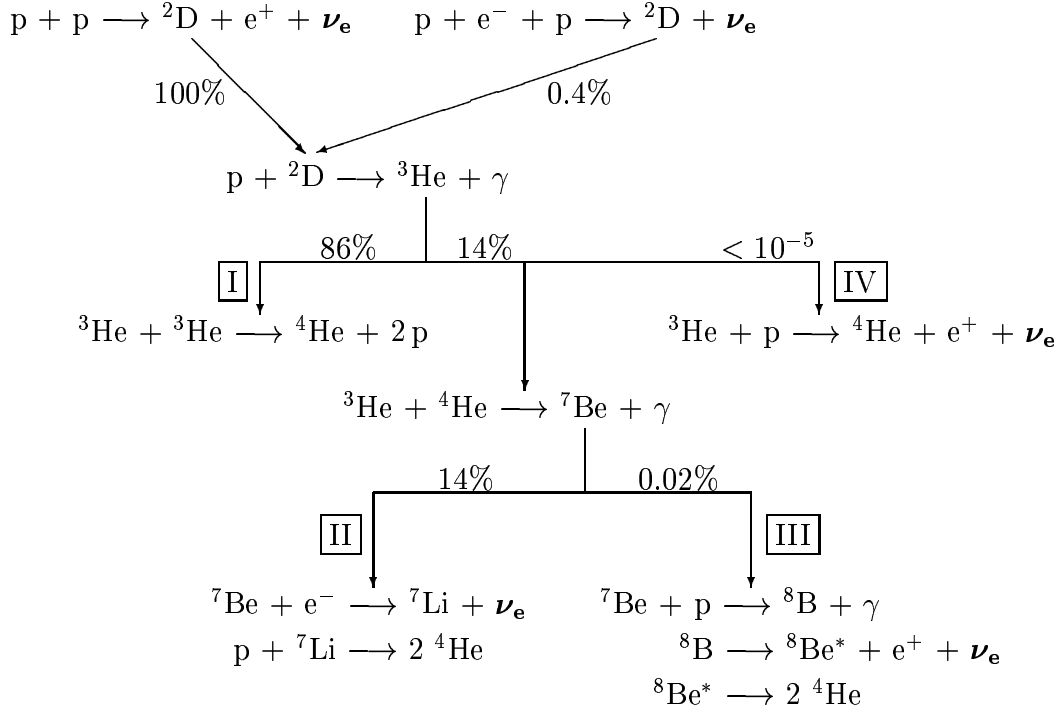 p + p ⟶ ²D + e⁺ + νₑ p + e⁻ + p ⟶ ²D + νₑ
100% 0.4%
p + ²D ⟶ ³He + γ
86% 14% < 10⁻⁵
I IV
³He + ³He ⟶ ⁴He + 2 p ³He + p ⟶ ⁴He + e⁺ + νₑ
³He + ⁴He ⟶ ⁷Be + γ
14% 0.02%
II III
⁷Be + e⁻ ⟶ ⁷Li + νₑ ⁷Be + p ⟶ ⁸B + γ
p + ⁷Li ⟶ 2 ⁴He ⁸B ⟶ ⁸Be* + e⁺ + νₑ
⁸Be* ⟶ 2 ⁴He